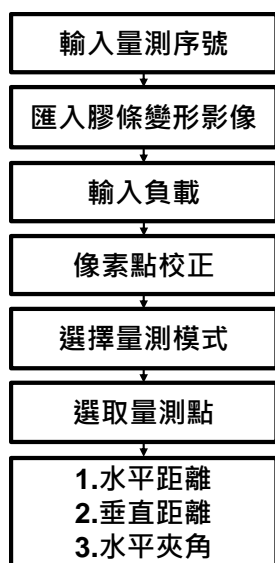 輸入量測序號
匯入膠條變形影像
輸入負載
像素點校正
選擇量測模式
選取量測點
1.水平距離
2.垂直距離
3.水平夾角